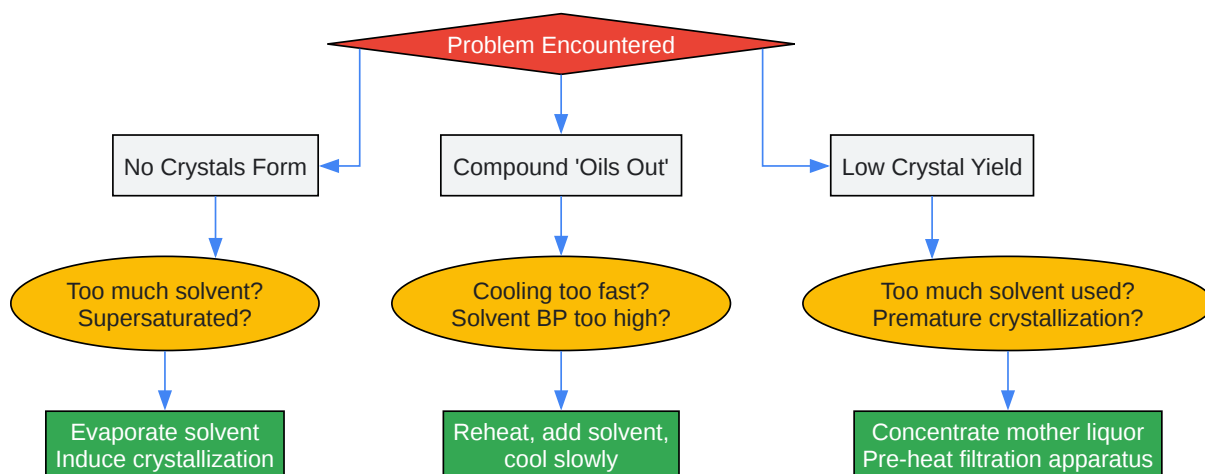 Problem Encountered
No Crystals Form
Compound 'Oils Out'
Low Crystal Yield
Too much solvent?
Supersaturated?
Cooling too fast?
Solvent BP too high?
Too much solvent used?
Premature crystallization?
Evaporate solvent
Induce crystallization
Reheat, add solvent,
cool slowly
Concentrate mother liquor
Pre-heat filtration apparatus